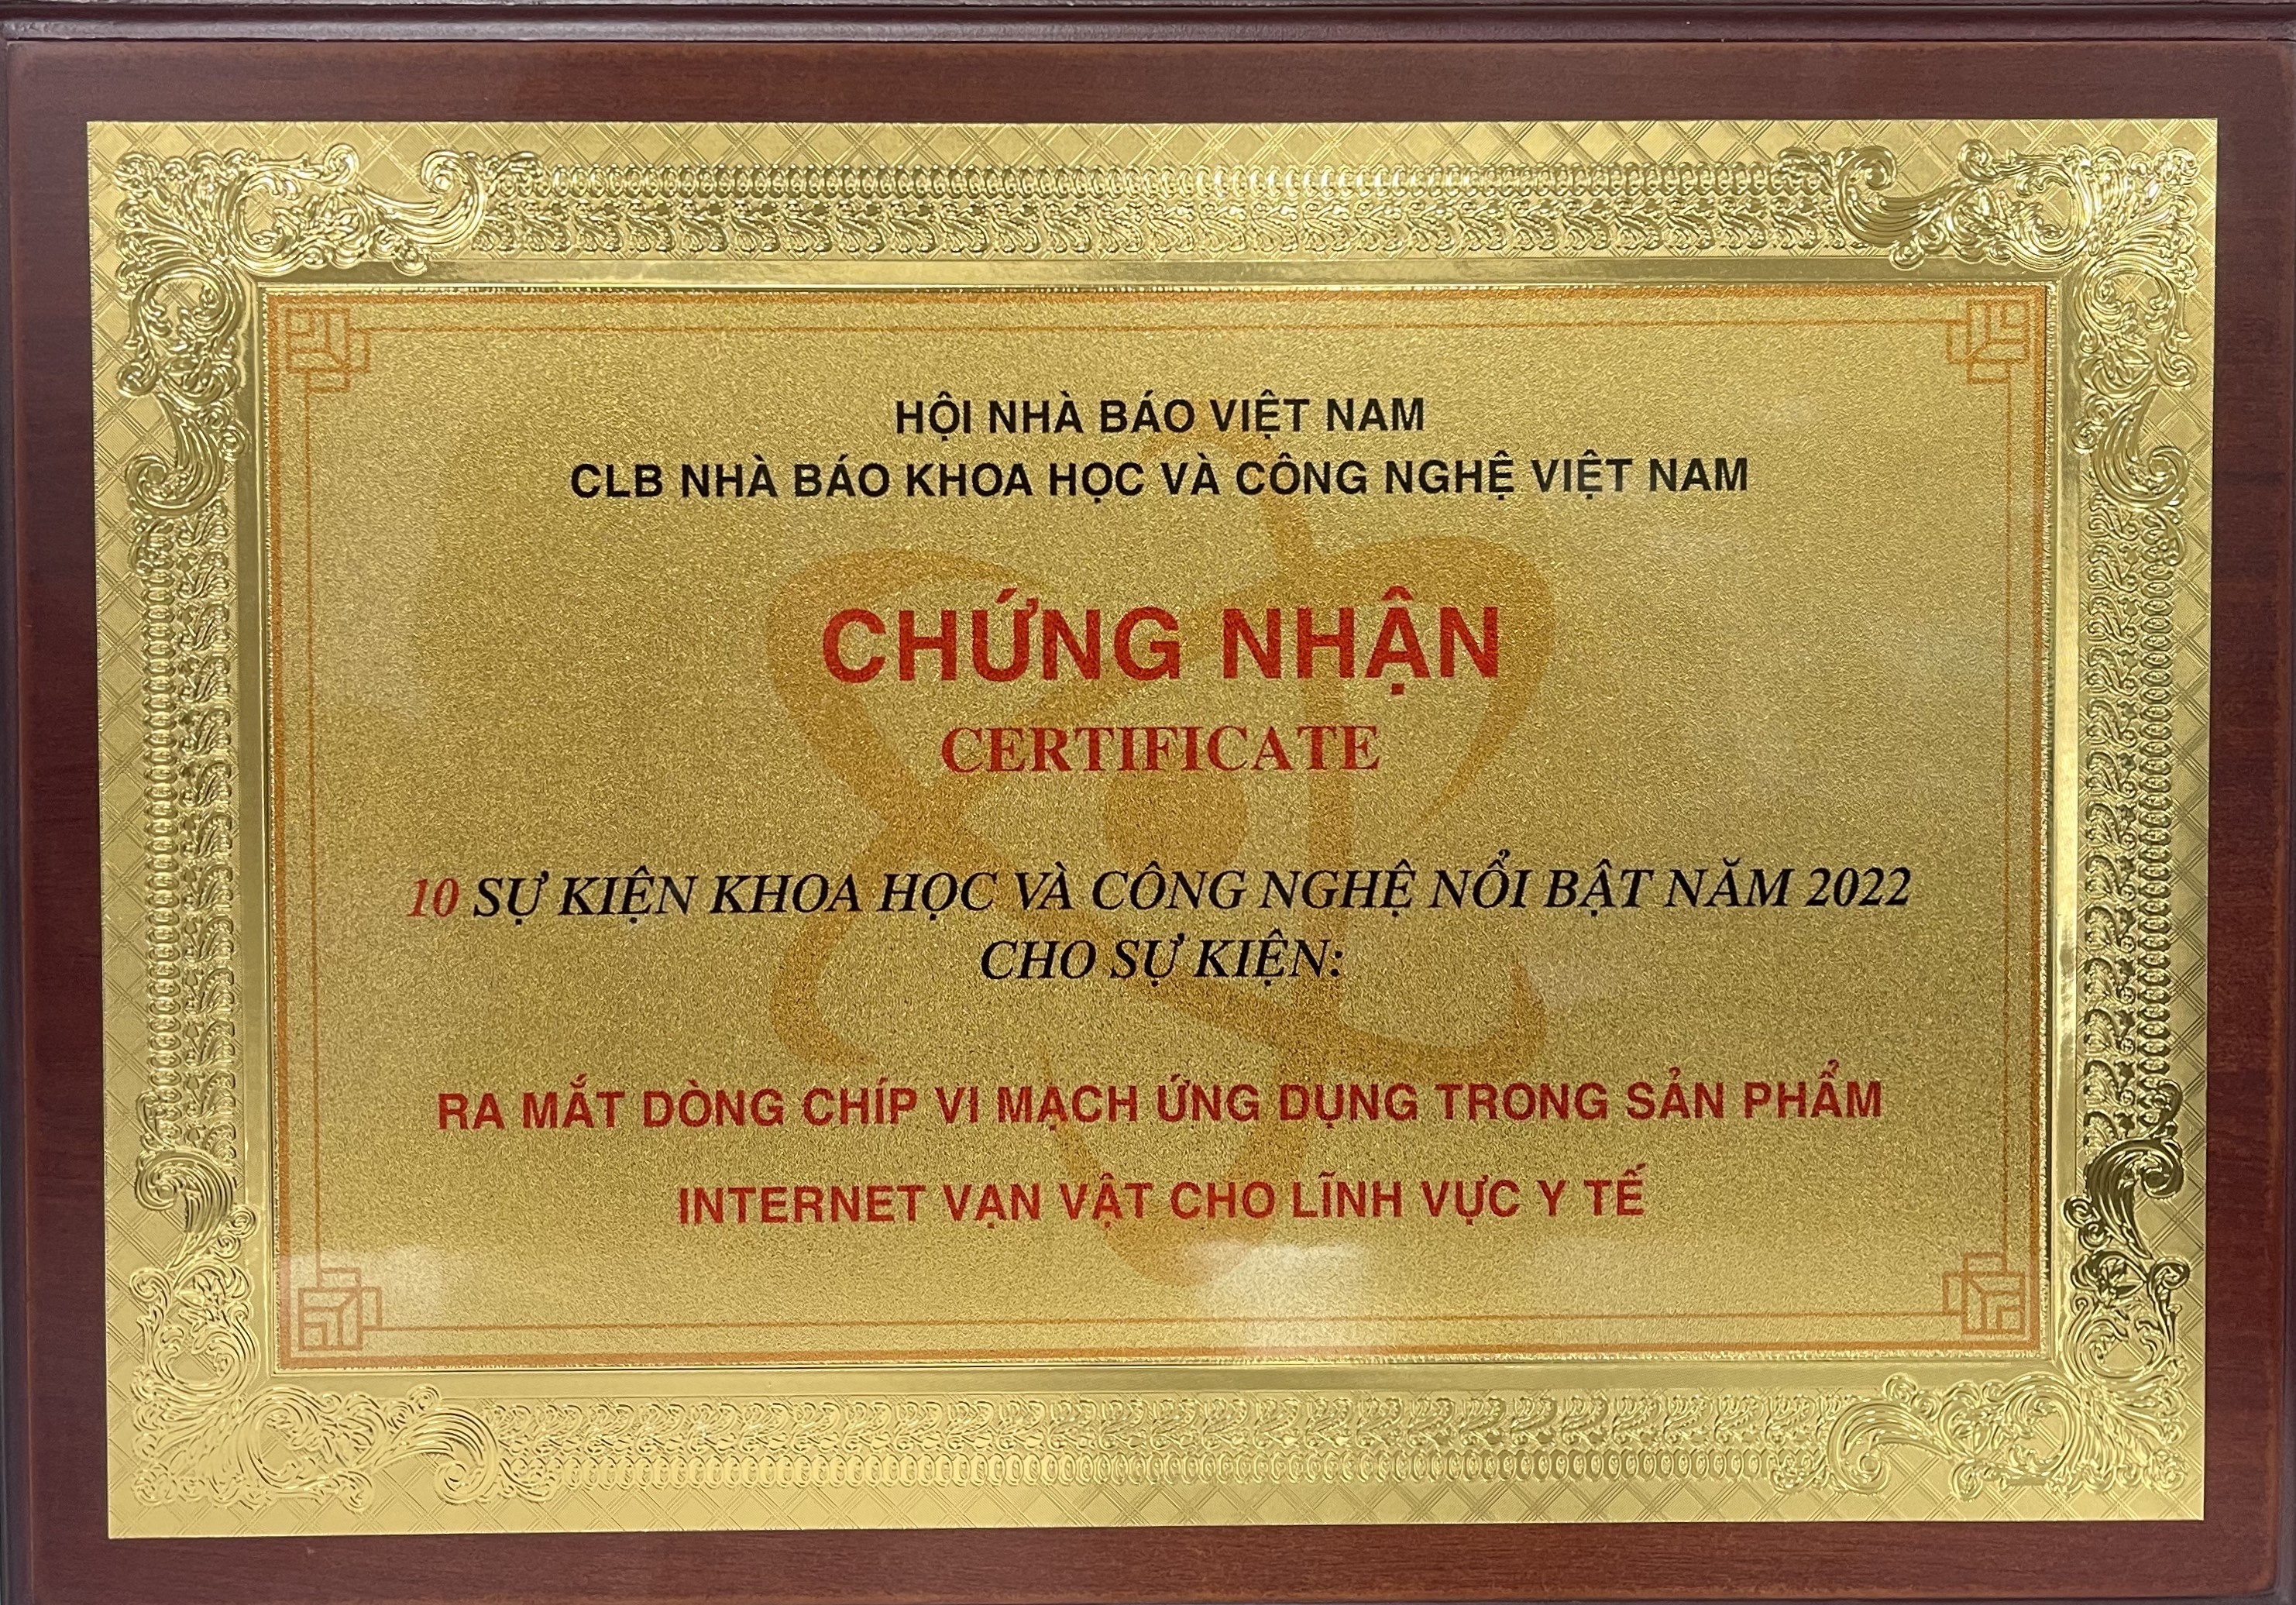 HỘI NHÀ BÁO VIỆT NAM
CLB NHÀ BÁO KHOA HỌC VÀ CÔNG NGHỆ VIỆT NAM
CHỨNG NHẬN
CERTIFICATE
10 SỰ KIỆN KHOA HỌC VÀ CÔNG NGHỆ NỔI BẬT NĂM 2022
CHO SỰ KIỆN:
RA MẮT DÒNG CHÍP VI MẠCH ỨNG DỤNG TRONG SẢN PHẨM
INTERNET VẠN VẬT CHO LĨNH VỰC Y TẾ